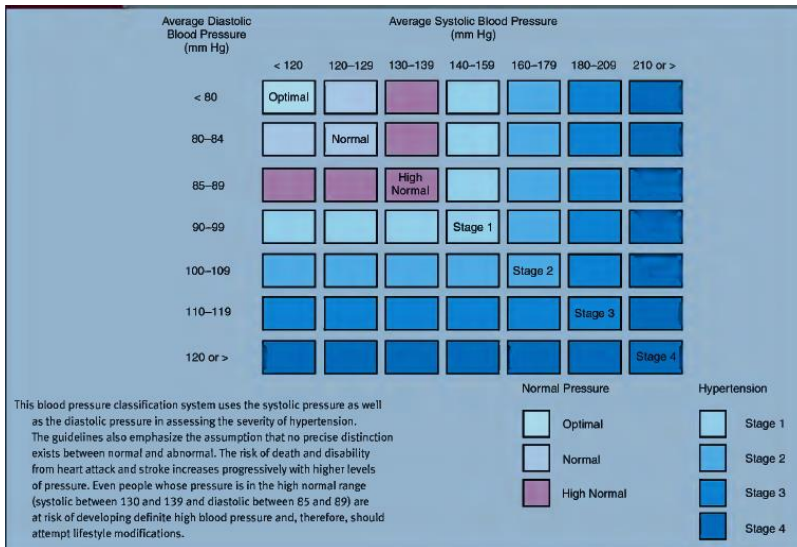 Average Diastolic
Blood Pressure
(mm Hg)
Average Systolic Blood Pressure
(mm Hg)
< 120 120–129 130–139 140–159 160–179 180–209 210 or >
< 80 Optimal
80–84 Normal
85–89 High Normal
90–99 Stage 1
100–109 Stage 2
110–119 Stage 3
120 or > Stage 4
This blood pressure classification system uses the systolic pressure as well
as the diastolic pressure in assessing the severity of hypertension.
The guidelines also emphasize the assumption that no precise distinction
exists between normal and abnormal. The risk of death and disability
from heart attack and stroke increases progressively with higher levels
of pressure. Even people whose pressure is in the high normal range
(systolic between 130 and 139 and diastolic between 85 and 89) are
at risk of developing definite high blood pressure and, therefore, should
attempt lifestyle modifications.
Normal Pressure
Optimal
Normal
High Normal
Hypertension
Stage 1
Stage 2
Stage 3
Stage 4